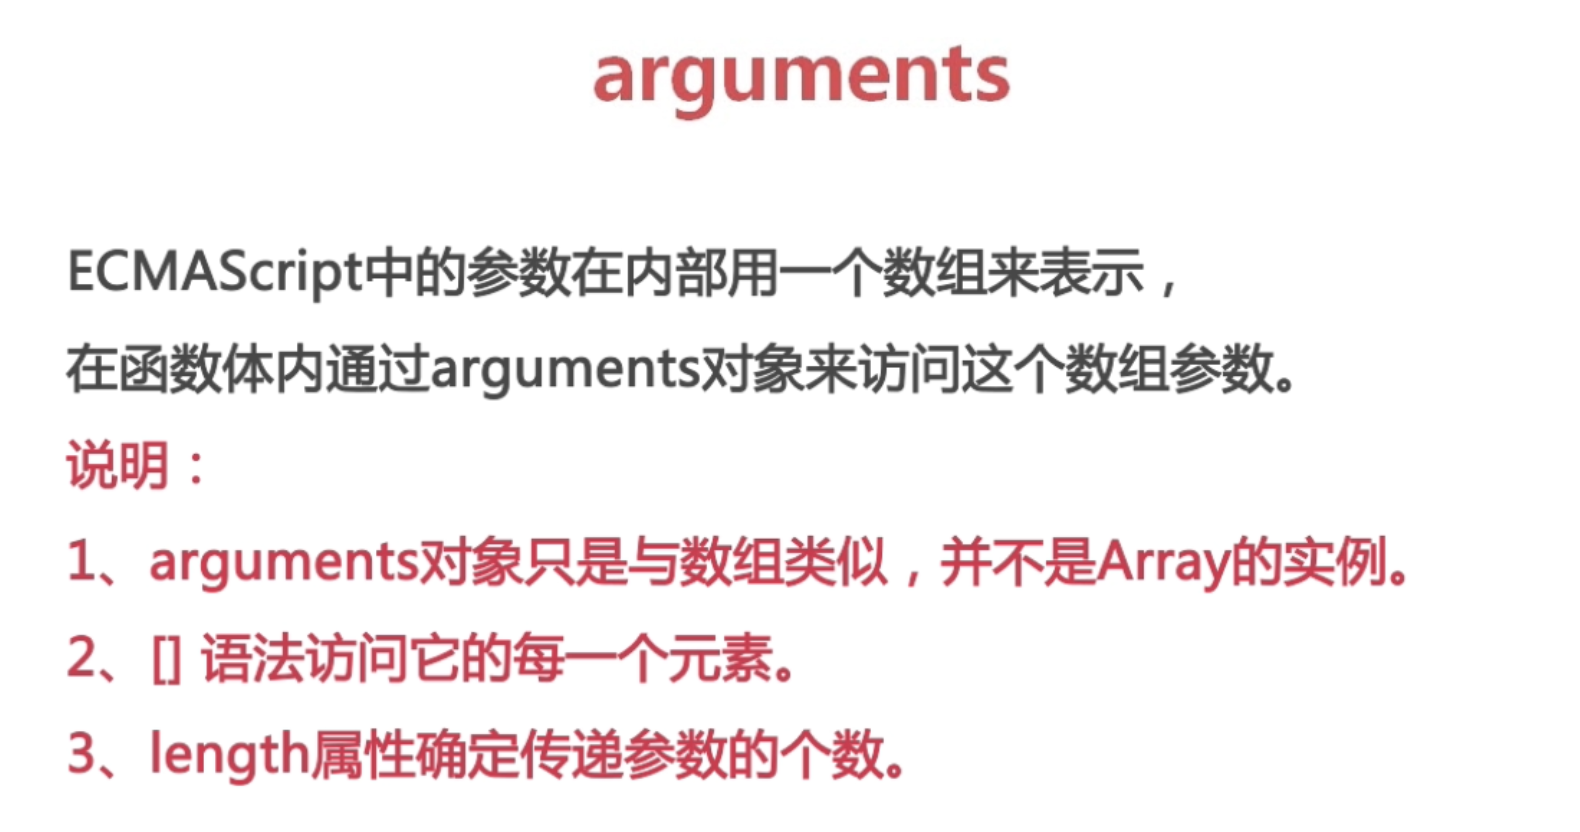 arguments
ECMAScript中的参数在内部用一个数组来表示，
在函数体内通过arguments对象来访问这个数组参数。
说明：
1、arguments对象只是与数组类似，并不是Array的实例。
2、[] 语法访问它的每一个元素。
3、length属性确定传递参数的个数。